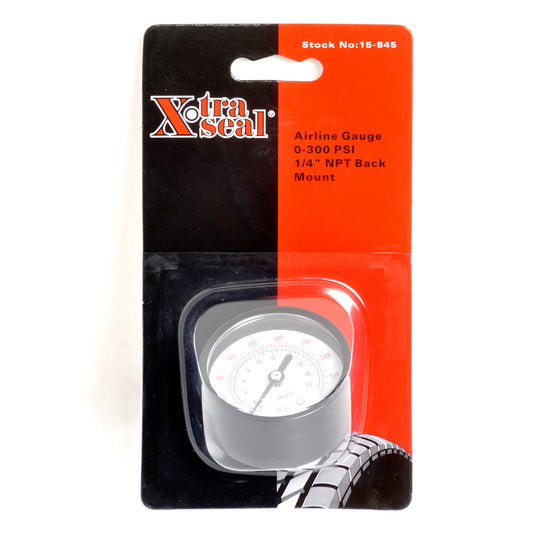 Stock No:15-845
X-tra
seal®
Airline Gauge
0-300 PSI
1/4" NPT Back
Mount